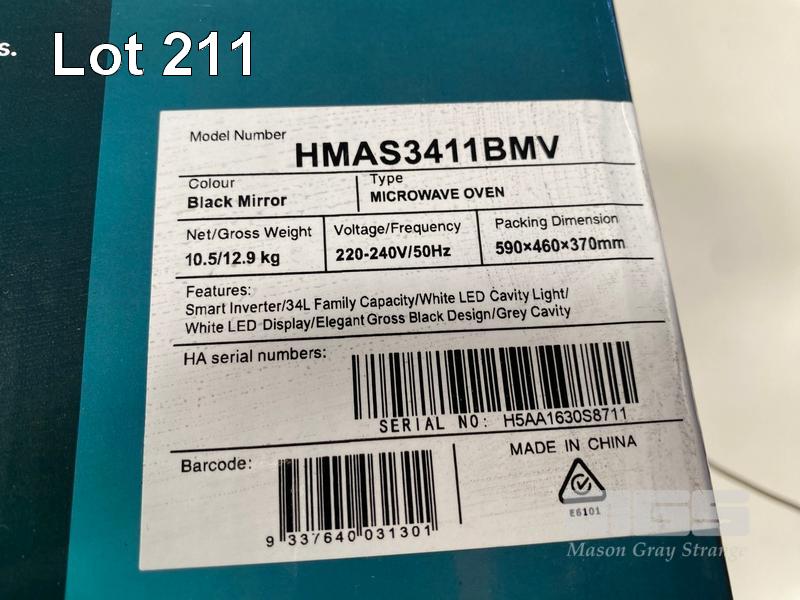 s.
Lot 211
Model Number
HMAS3411BMV
Colour
Black Mirror
Type
MICROWAVE OVEN
Net/Gross Weight
10.5/12.9 kg
Voltage/Frequency
220-240V/50Hz
Packing Dimension
590×460×370mm
Features:
Smart Inverter/34L Family Capacity/White LED Cavity Light/
White LED Display/Elegant Gross Black Design/Grey Cavity
HA serial numbers:
SERIAL NO: H5AA1630S8711
Barcode:
9 337640 031301
MADE IN CHINA
E6101
MGS
Mason Gray Strange